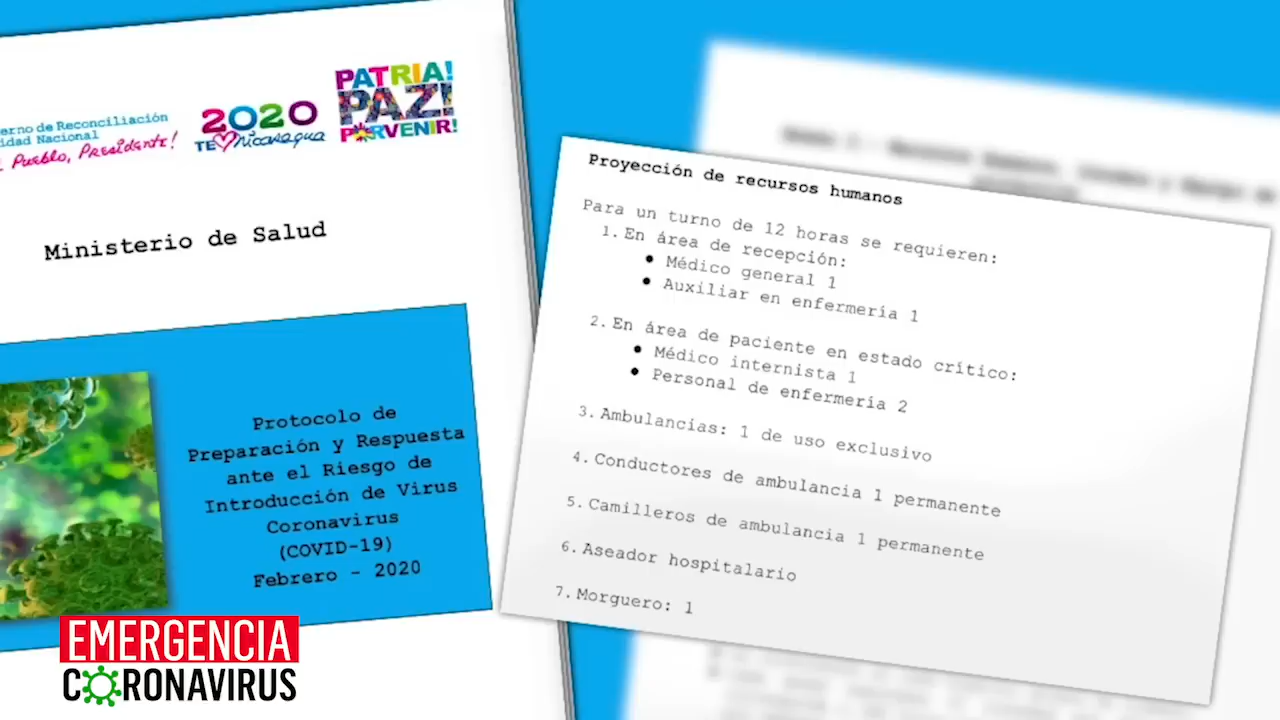 erno de Reconciliación
idad Nacional
Pueblo, Presidente!
2020
TE Nicaragua
PATRIA!
PAZ!
PORVENIR!
Ministerio de Salud
Protocolo de
Preparación y Respuesta
ante el Riesgo de
Introducción de Virus
Coronavirus
(COVID-19)
Febrero - 2020
Proyección de recursos humanos
Para un turno de 12 horas se requieren:
1. En área de recepción:
• Médico general 1
• Auxiliar en enfermería 1
2. En área de paciente en estado crítico:
• Médico internista 1
• Personal de enfermería 2
3. Ambulancias: 1 de uso exclusivo
4. Conductores de ambulancia 1 permanente
5. Camilleros de ambulancia 1 permanente
6. Aseador hospitalario
7. Morguero: 1
EMERGENCIA
CORONAVIRUS